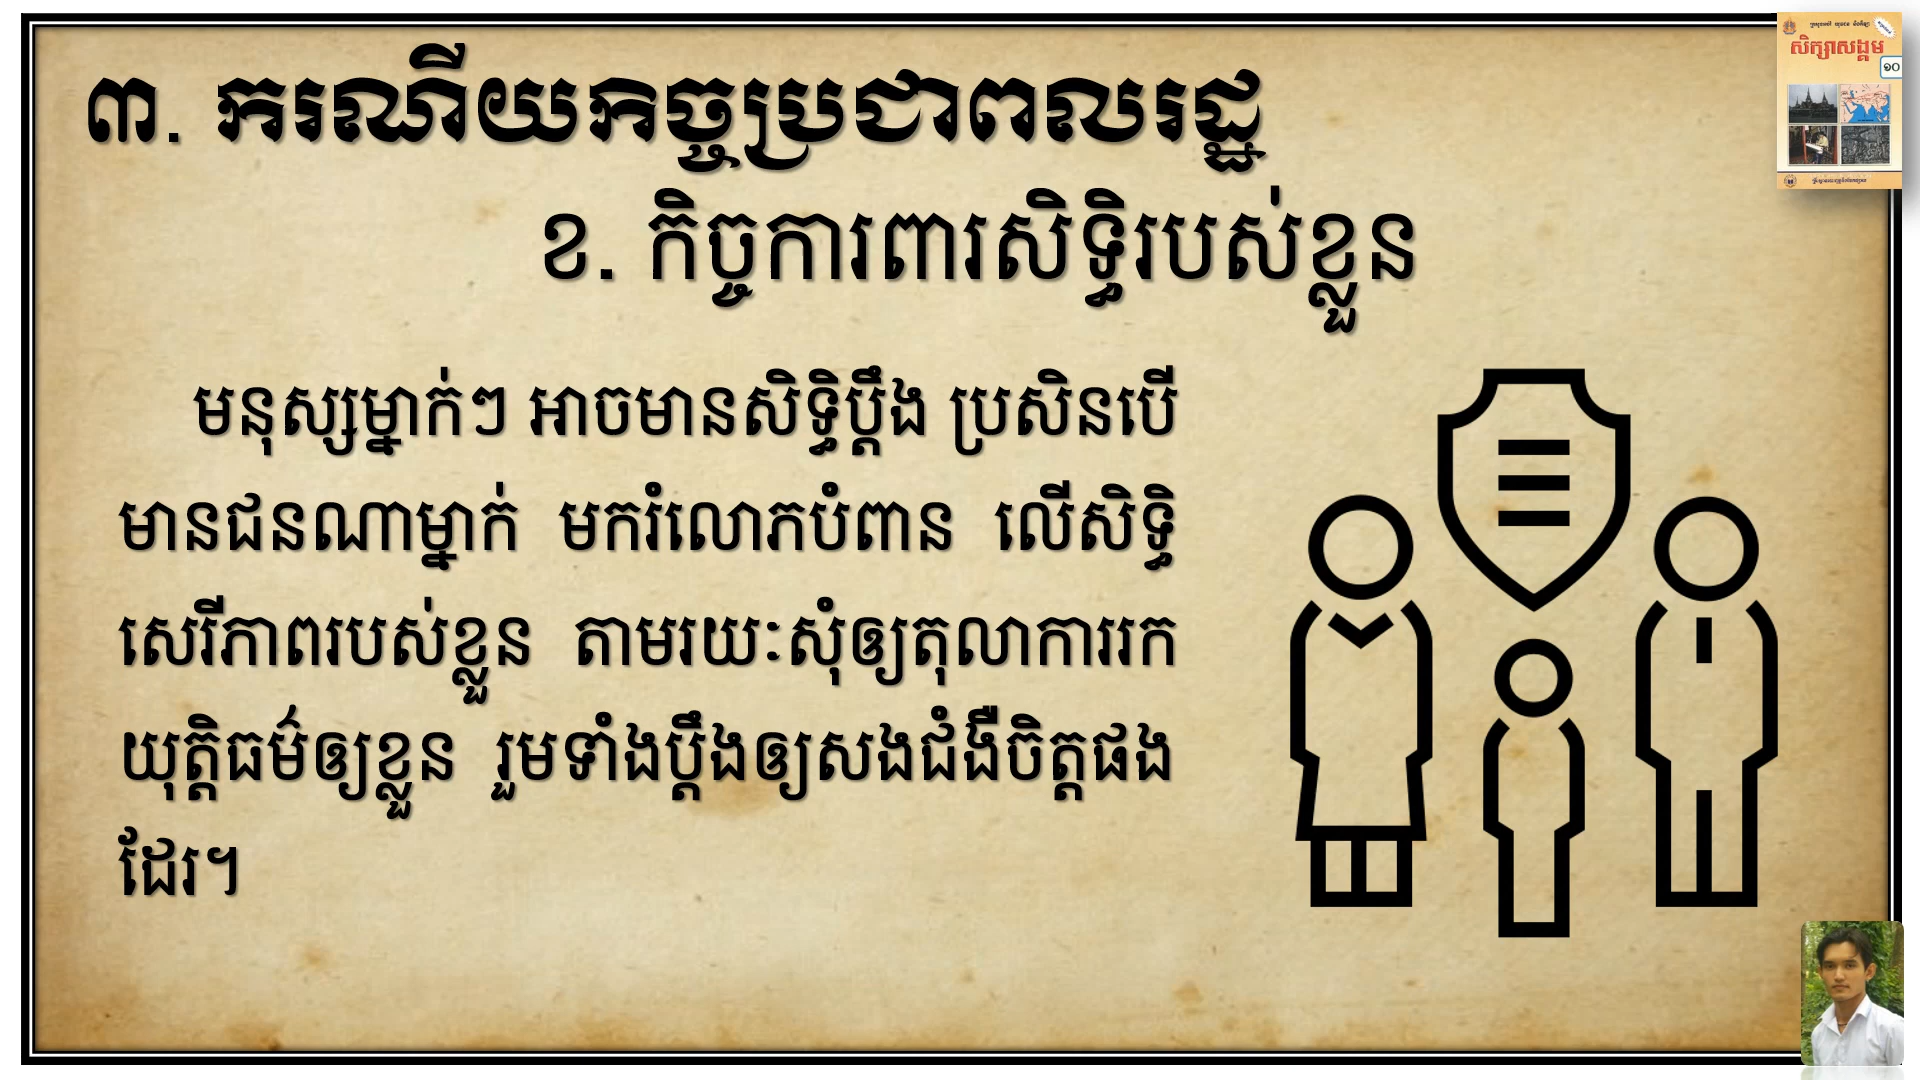 ៣. ករណីយកិច្ចប្រជាពលរដ្ឋ
សិក្សាសង្គម
១០
ខ. កិច្ចការពារសិទ្ធិរបស់ខ្លួន
មនុស្សម្នាក់ៗ អាចមានសិទ្ធិប្តឹង ប្រសិនបើ
មានជនណាម្នាក់ មករំលោភបំពាន លើសិទ្ធិ
សេរីភាពរបស់ខ្លួន តាមរយៈសុំឲ្យតុលាការរក
យុត្តិធម៌ឲ្យខ្លួន រួមទាំងប្តឹងឲ្យសងជំងឺចិត្តផង
ដែរ។